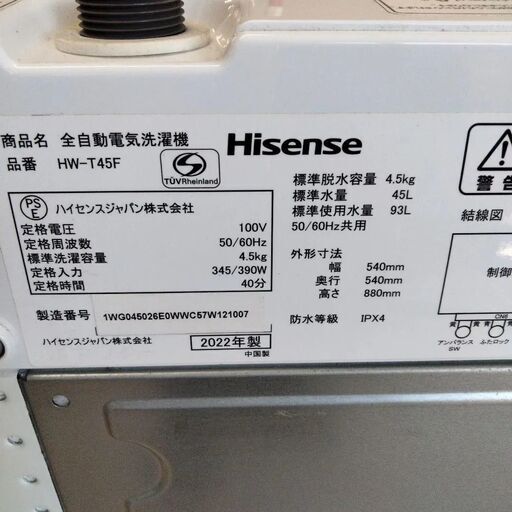 商品名 全自動電気洗濯機
品番 HW-T45F
TÜVRheinland
Hisense
PS
E
ハイセンスジャパン株式会社
定格電圧 100V
定格周波数 50/60Hz
標準洗濯容量 4.5kg
定格入力 345/390W
定格時間 40分
製造番号 1WG045026E0WWC57W121007
ハイセンスジャパン株式会社
2022年製
中国製
標準脱水容量 4.5kg
標準水量 45L
標準使用水量 93L
50/60Hz共用
外形寸法
幅 540mm
奥行 540mm
高さ 880mm
防水等級 IPX4
警告
結線図
制御
CN6
黄 黄 黄 黄
アンバランス
SW
ふたロック